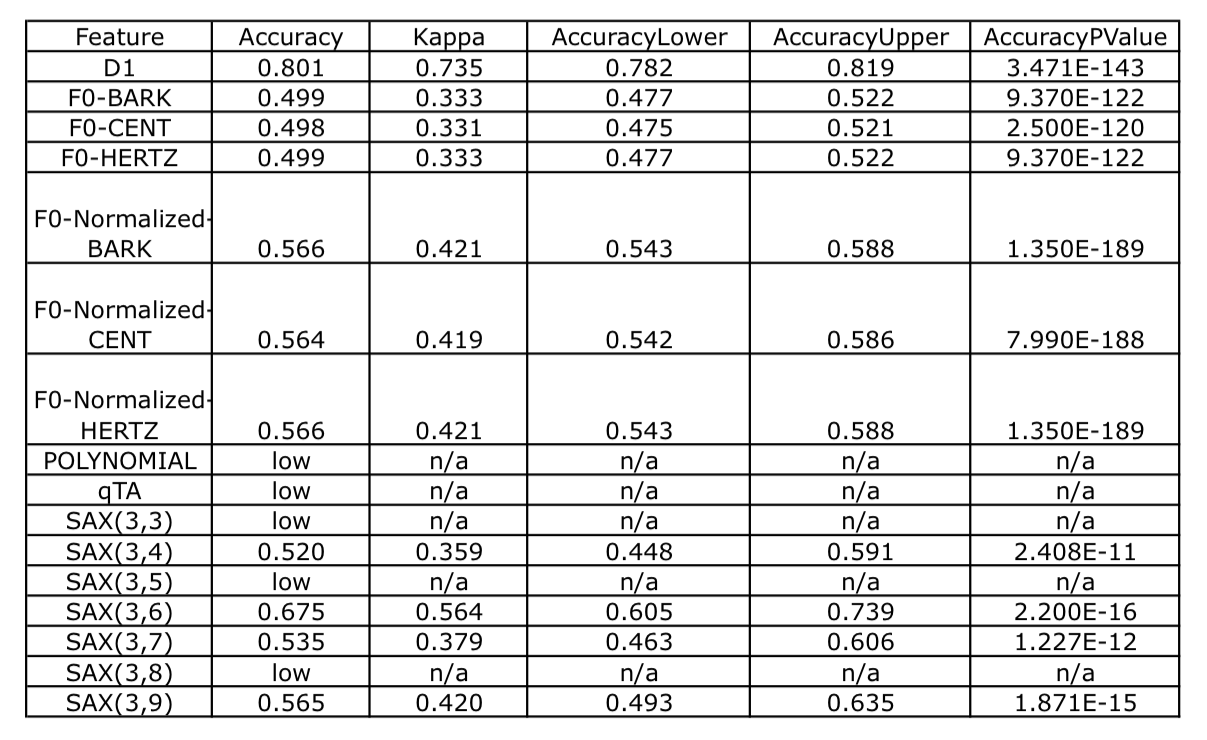 Feature Accuracy Kappa AccuracyLower AccuracyUpper AccuracyPValue
D1 0.801 0.735 0.782 0.819 3.471E-143
F0-BARK 0.499 0.333 0.477 0.522 9.370E-122
F0-CENT 0.498 0.331 0.475 0.521 2.500E-120
F0-HERTZ 0.499 0.333 0.477 0.522 9.370E-122
F0-Normalized-
BARK 0.566 0.421 0.543 0.588 1.350E-189
F0-Normalized-
CENT 0.564 0.419 0.542 0.586 7.990E-188
F0-Normalized-
HERTZ 0.566 0.421 0.543 0.588 1.350E-189
POLYNOMIAL low n/a n/a n/a n/a
qTA low n/a n/a n/a n/a
SAX(3,3) low n/a n/a n/a n/a
SAX(3,4) 0.520 0.359 0.448 0.591 2.408E-11
SAX(3,5) low n/a n/a n/a n/a
SAX(3,6) 0.675 0.564 0.605 0.739 2.200E-16
SAX(3,7) 0.535 0.379 0.463 0.606 1.227E-12
SAX(3,8) low n/a n/a n/a n/a
SAX(3,9) 0.565 0.420 0.493 0.635 1.871E-15